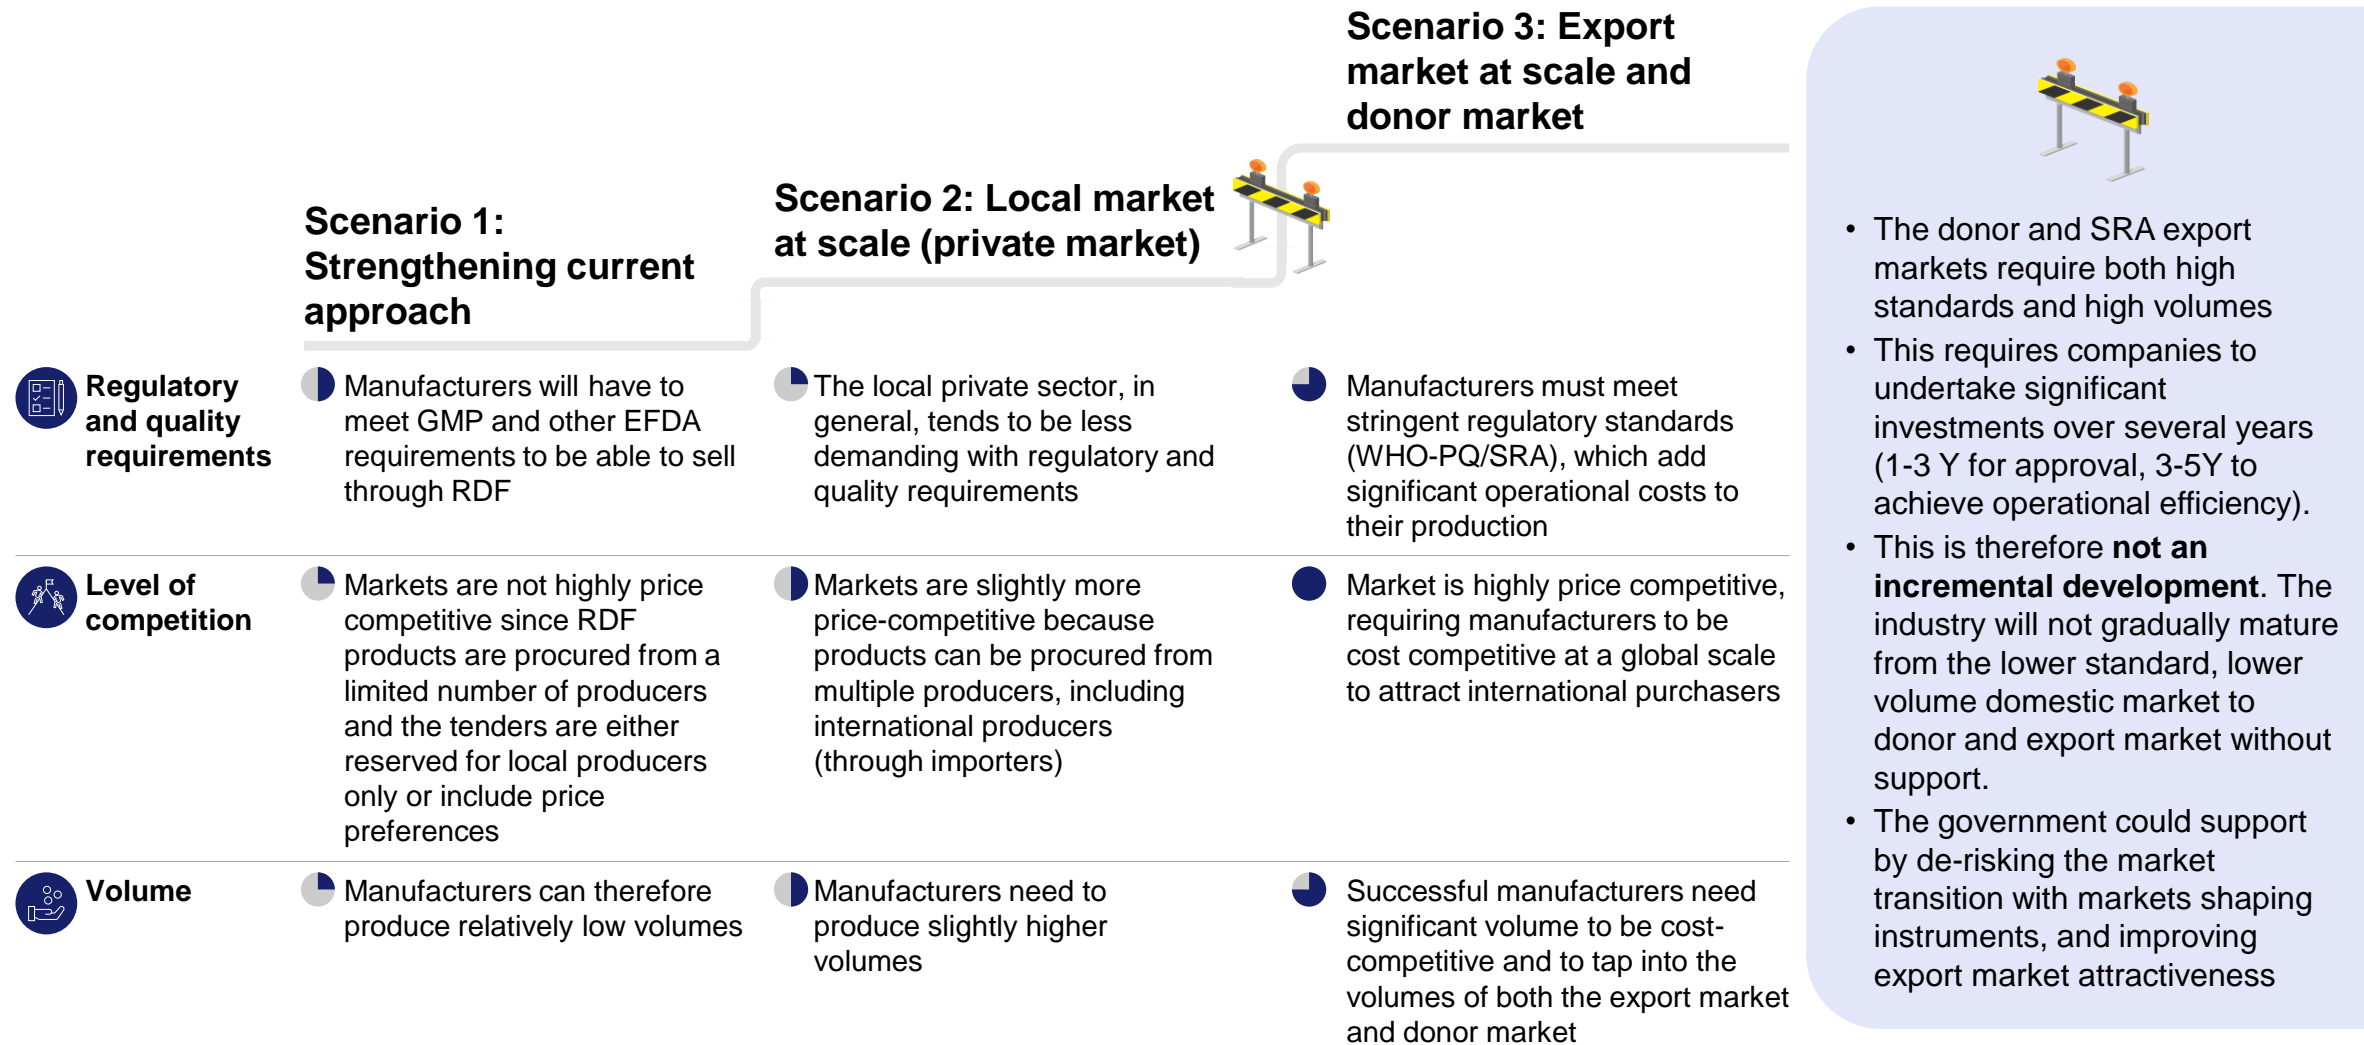 Scenario 1:
Strengthening current
approach
Scenario 2: Local market
at scale (private market)
Scenario 3: Export
market at scale and
donor market
Regulatory
and quality
requirements
Manufacturers will have to
meet GMP and other EFDA
requirements to be able to sell
through RDF
The local private sector, in
general, tends to be less
demanding with regulatory and
quality requirements
Manufacturers must meet
stringent regulatory standards
(WHO-PQ/SRA), which add
significant operational costs to
their production
Level of
competition
Markets are not highly price
competitive since RDF
products are procured from a
limited number of producers
and the tenders are either
reserved for local producers
only or include price
preferences
Markets are slightly more
price-competitive because
products can be procured from
multiple producers, including
international producers
(through importers)
Market is highly price competitive,
requiring manufacturers to be
cost competitive at a global scale
to attract international purchasers
Volume
Manufacturers can therefore
produce relatively low volumes
Manufacturers need to
produce slightly higher
volumes
Successful manufacturers need
significant volume to be cost-
competitive and to tap into the
volumes of both the export market
and donor market
• The donor and SRA export
markets require both high
standards and high volumes
• This requires companies to
undertake significant
investments over several years
(1-3 Y for approval, 3-5Y to
achieve operational efficiency).
• This is therefore not an
incremental development. The
industry will not gradually mature
from the lower standard, lower
volume domestic market to
donor and export market without
support.
• The government could support
by de-risking the market
transition with markets shaping
instruments, and improving
export market attractiveness